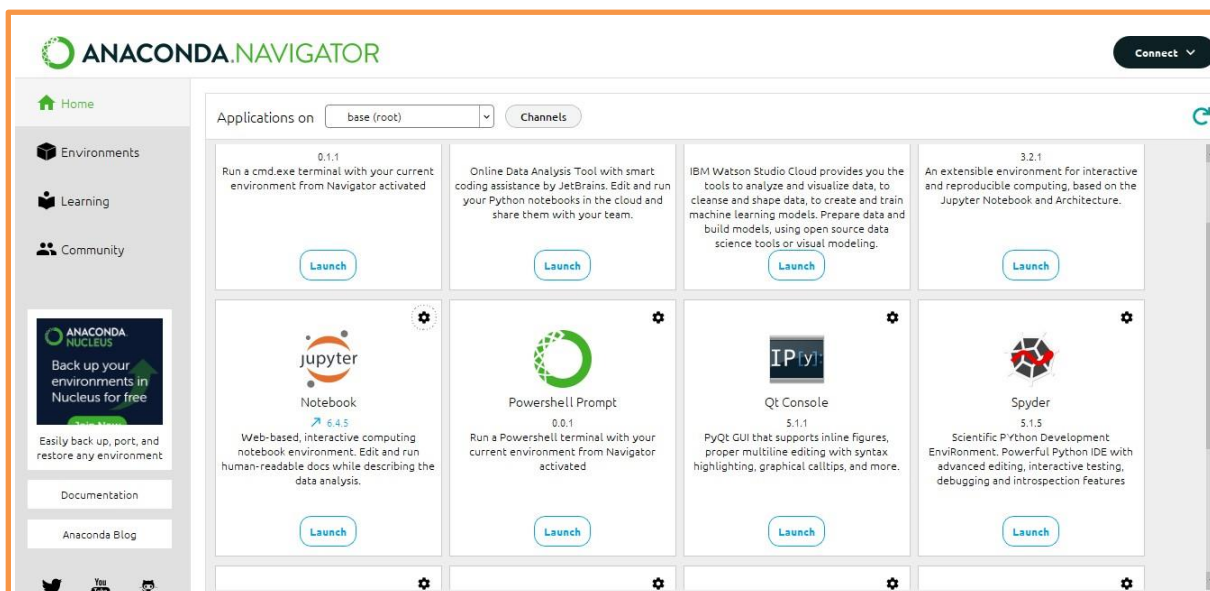 ANACONDA.NAVIGATOR
Connect
Home
Environments
Learning
Community
ANACONDA.
NUCLEUS
Back up your
environments in
Nucleus for free
Join Now
Easily back up, port, and
restore any environment
Documentation
Anaconda Blog
You
Applications on base (root) Channels
0.1.1
Run a cmd.exe terminal with your current
environment from Navigator activated
Launch
Online Data Analysis Tool with smart
coding assistance by JetBrains. Edit and run
your Python notebooks in the cloud and
share them with your team.
Launch
IBM Watson Studio Cloud provides you the
tools to analyze and visualize data, to
cleanse and shape data, to create and train
machine learning models. Prepare data and
build models, using open source data
science tools or visual modeling.
Launch
3.2.1
An extensible environment for interactive
and reproducible computing, based on the
Jupyter Notebook and Architecture.
Launch
jupyter
Notebook
6.4.5
Web-based, interactive computing
notebook environment. Edit and run
human-readable docs while describing the
data analysis.
Launch
Powershell Prompt
0.0.1
Run a Powershell terminal with your
current environment from Navigator
activated
Launch
IP[y]:
Qt Console
5.1.1
PyQt GUI that supports inline figures,
proper multiline editing with syntax
highlighting, graphical calltips, and more.
Launch
Spyder
5.1.5
Scientific PYthon Development
EnviRonment. Powerful Python IDE with
advanced editing, interactive testing,
debugging and introspection features
Launch